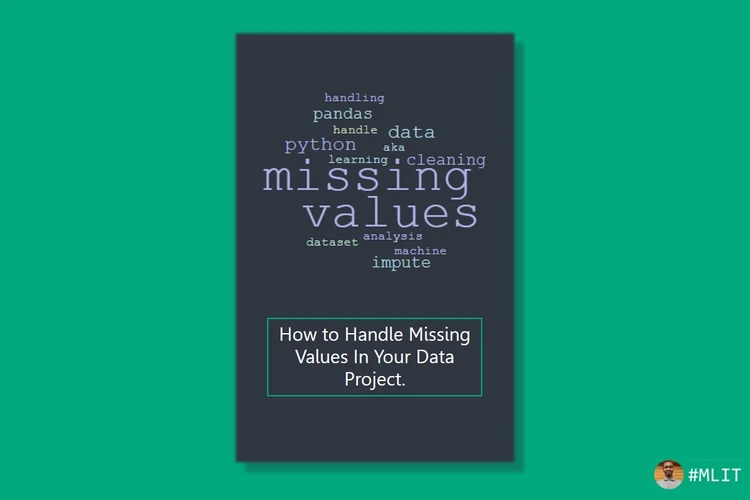 handling
pandas
handle data
python aka
learning cleaning
missing
values
dataset analysis
machine
impute
How to Handle Missing
Values In Your Data
Project.
#MLIT